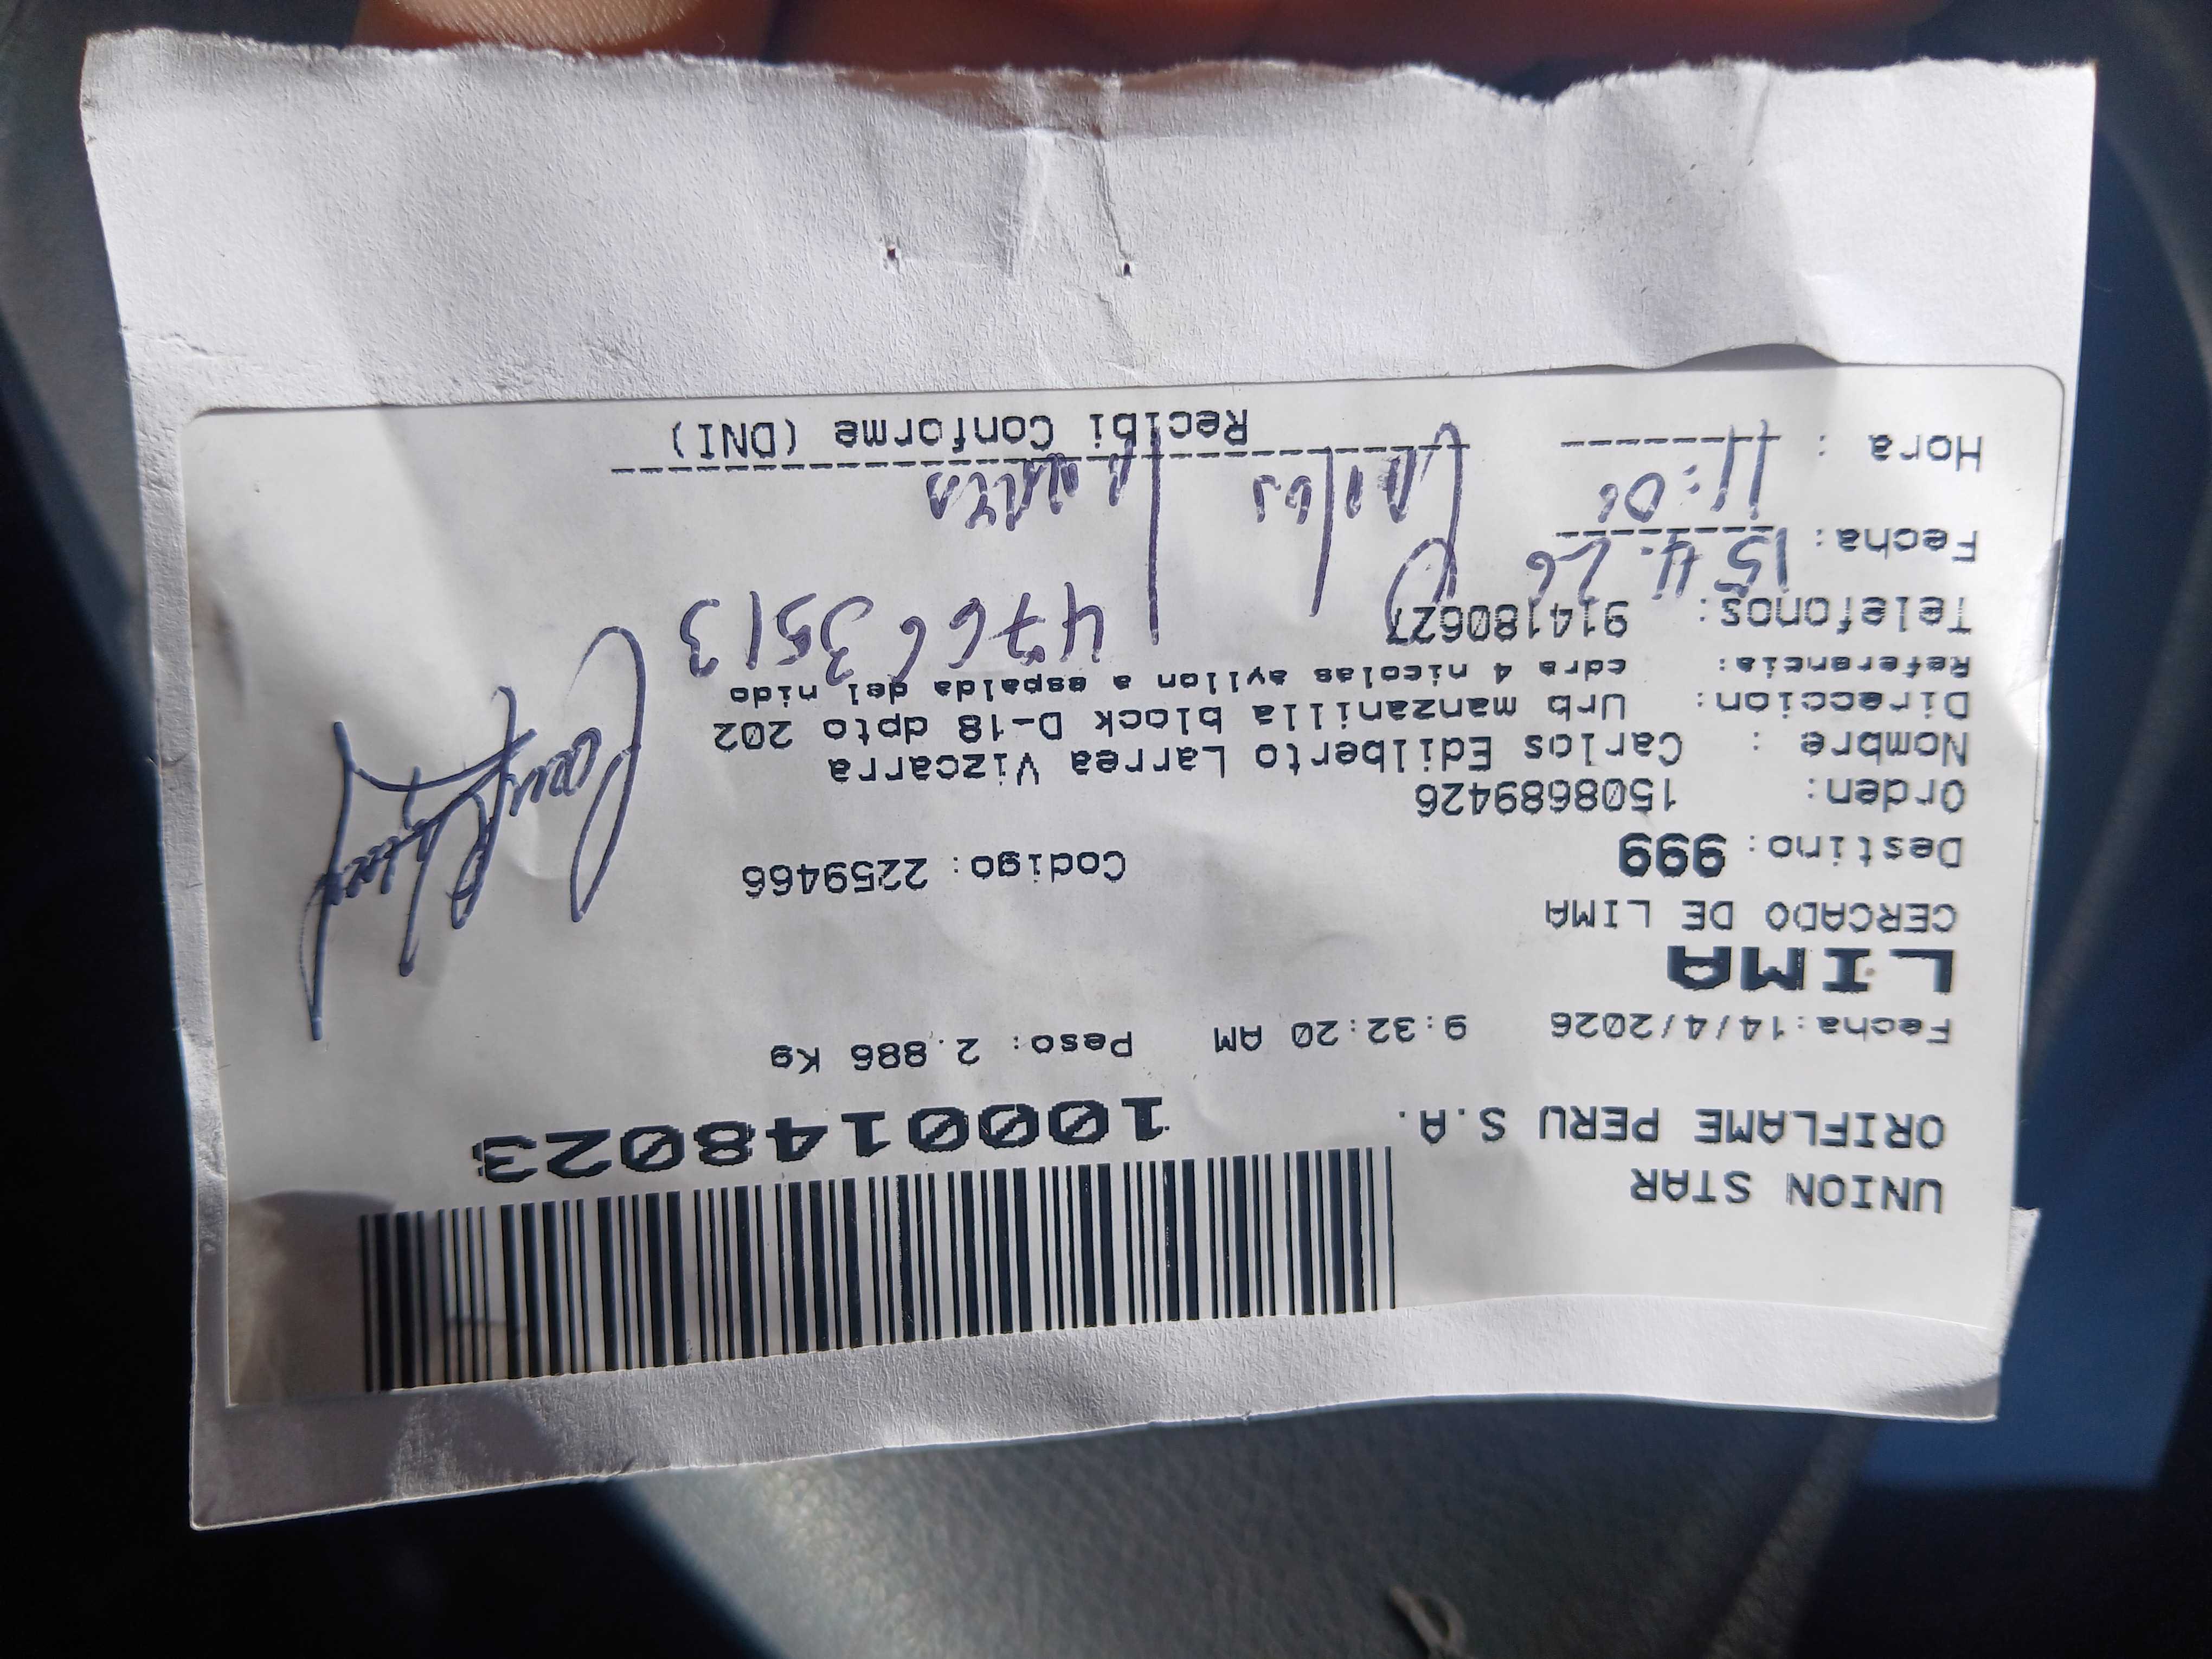 UNION STAR
ORIFLAME PERU S.A. 1000148023
Fecha:14/4/2026 9:32:20 AM Peso: 2.886 Kg
LIMA
CERCADO DE LIMA
Destino: 999 Codigo: 2259466
Orden: 1508689426
Nombre : Carlos Edilberto Larrea Vizcarra
Direccion: Urb manzanilla block D-18 dpto 202
Referencia: cdra 4 nicolas ayllon a espalda del nido
Telefonos: 914180627 47663513
Fecha: 15.4.26
Carlos Larrea
Hora : 11:06
Recibi Conforme (DNI)